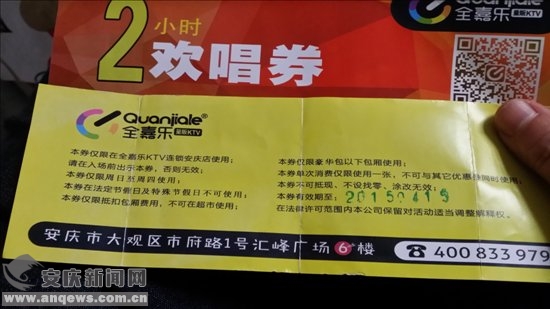 2小时
欢唱券
全嘉乐
量版KTV
Quanjiale®
全嘉乐 量版KTV
本券仅限在全嘉乐KTV连锁安庆店使用；
请在入场前出示本券，否则无效；
本券仅限周日至周四使用；
本券在法定节假日及特殊节假日不可使用；
本券仅限抵扣包厢费用，不可在超市使用；
本券仅限豪华包以下包厢使用；
本券单次消费仅限使用一张，不可与其它优惠券同时使用；
本券不可抵现、不设找零、涂改无效；
本券有效期至：20150419
在法律许可范围内本公司保留对活动适当调整解释权。
安庆市大观区市府路1号汇峰广场6楼 ☎400 833 979
安庆新闻网
www.anqews.com.cn